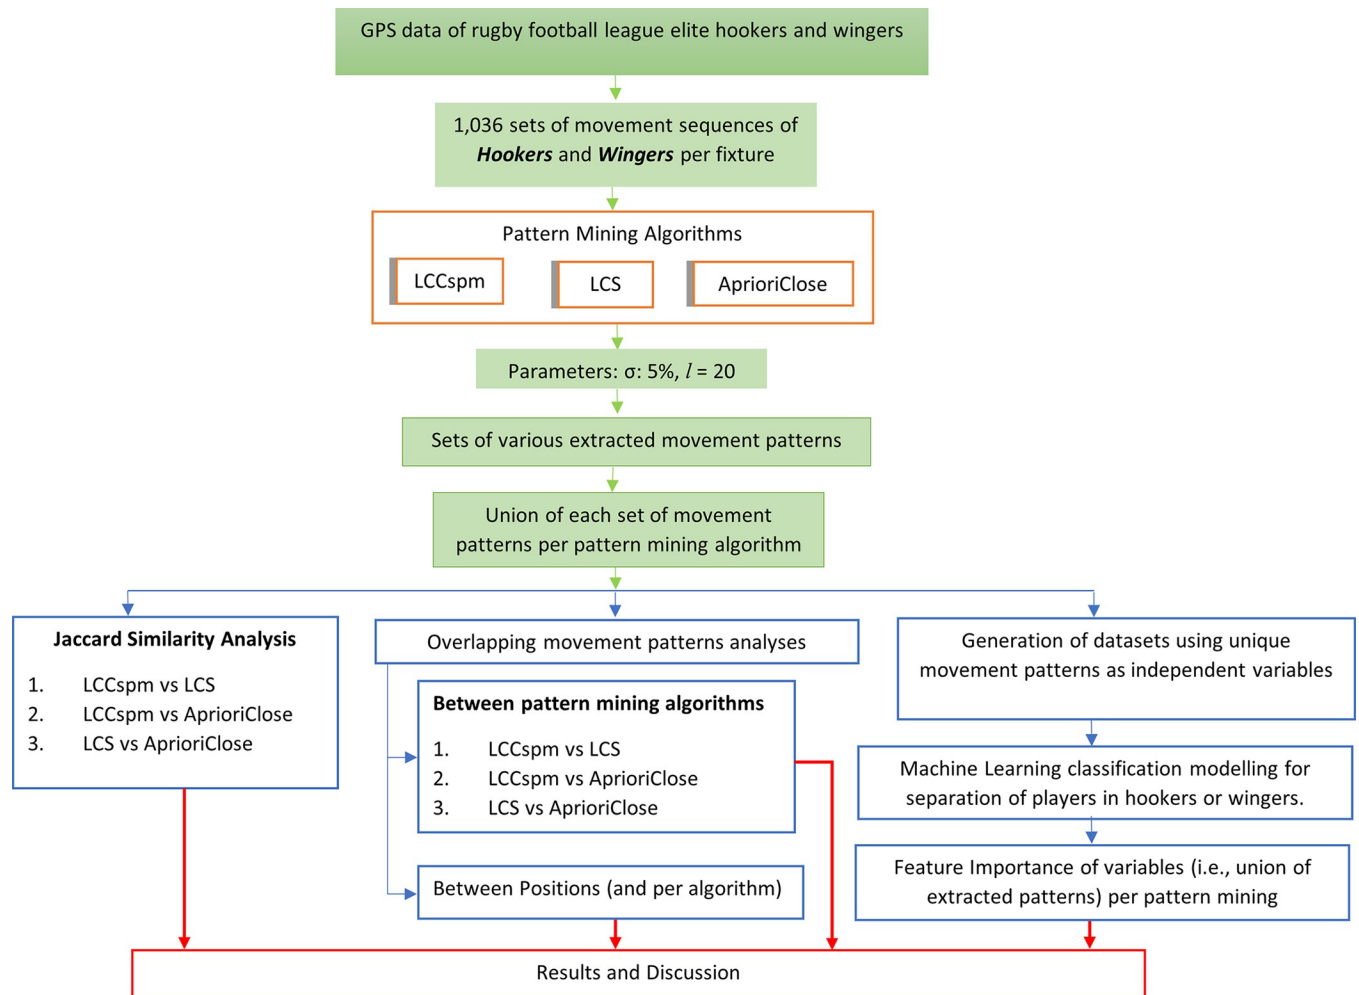 GPS data of rugby football league elite hookers and wingers
1,036 sets of movement sequences of
Hookers and Wingers per fixture
Pattern Mining Algorithms
LCCspm
LCS
AprioriClose
Parameters: σ: 5%, l = 20
Sets of various extracted movement patterns
Union of each set of movement
patterns per pattern mining algorithm
Jaccard Similarity Analysis
1. LCCspm vs LCS
2. LCCspm vs AprioriClose
3. LCS vs AprioriClose
Overlapping movement patterns analyses
Between pattern mining algorithms
1. LCCspm vs LCS
2. LCCspm vs AprioriClose
3. LCS vs AprioriClose
Between Positions (and per algorithm)
Generation of datasets using unique
movement patterns as independent variables
Machine Learning classification modelling for
separation of players in hookers or wingers.
Feature Importance of variables (i.e., union of
extracted patterns) per pattern mining
Results and Discussion